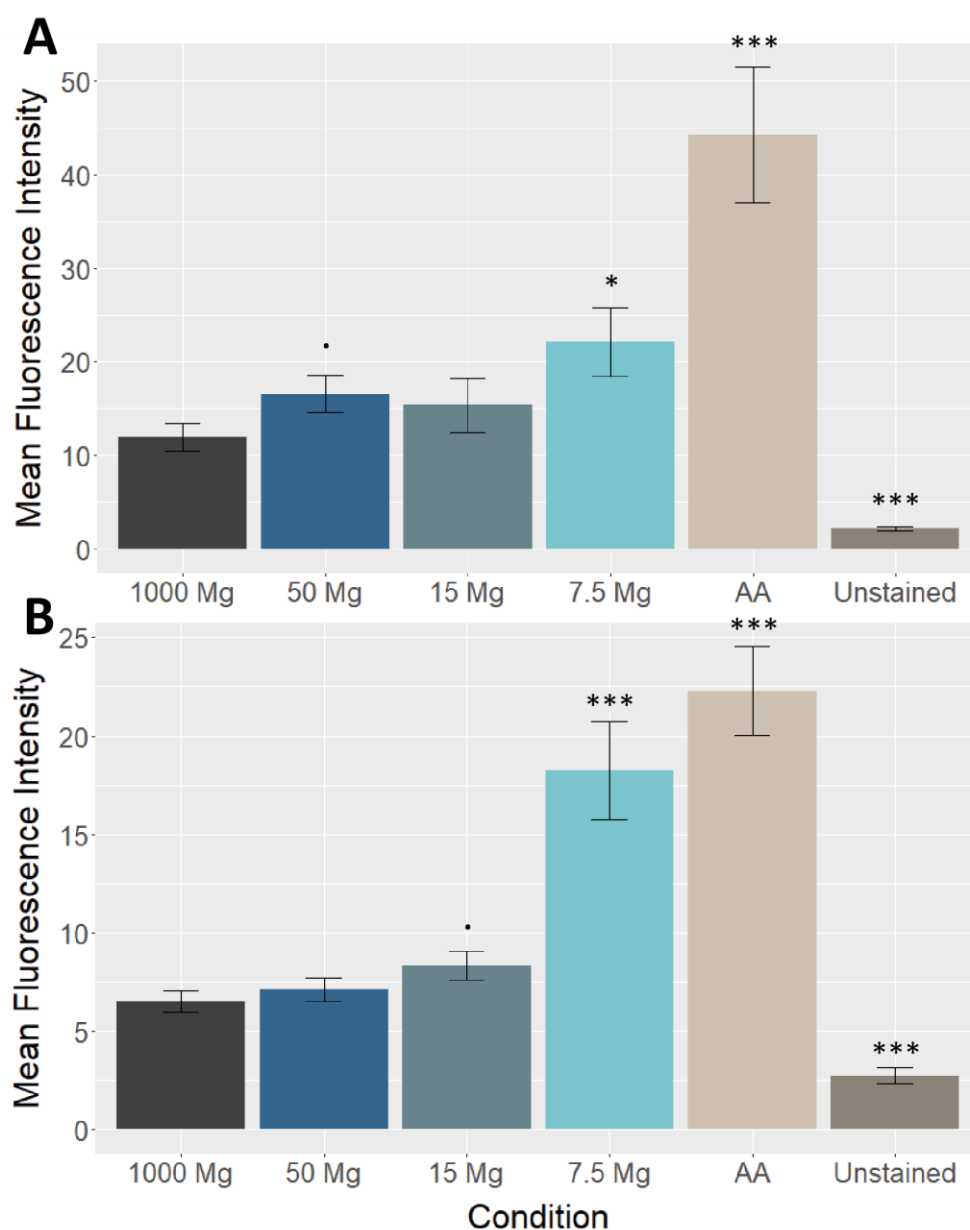 A
Mean Fluorescence Intensity
50
40
30
20
10
0
***
*
•
***
1000 Mg 50 Mg 15 Mg 7.5 Mg AA Unstained
B
Mean Fluorescence Intensity
25
20
15
10
5
0
***
***
•
***
1000 Mg 50 Mg 15 Mg 7.5 Mg AA Unstained
Condition